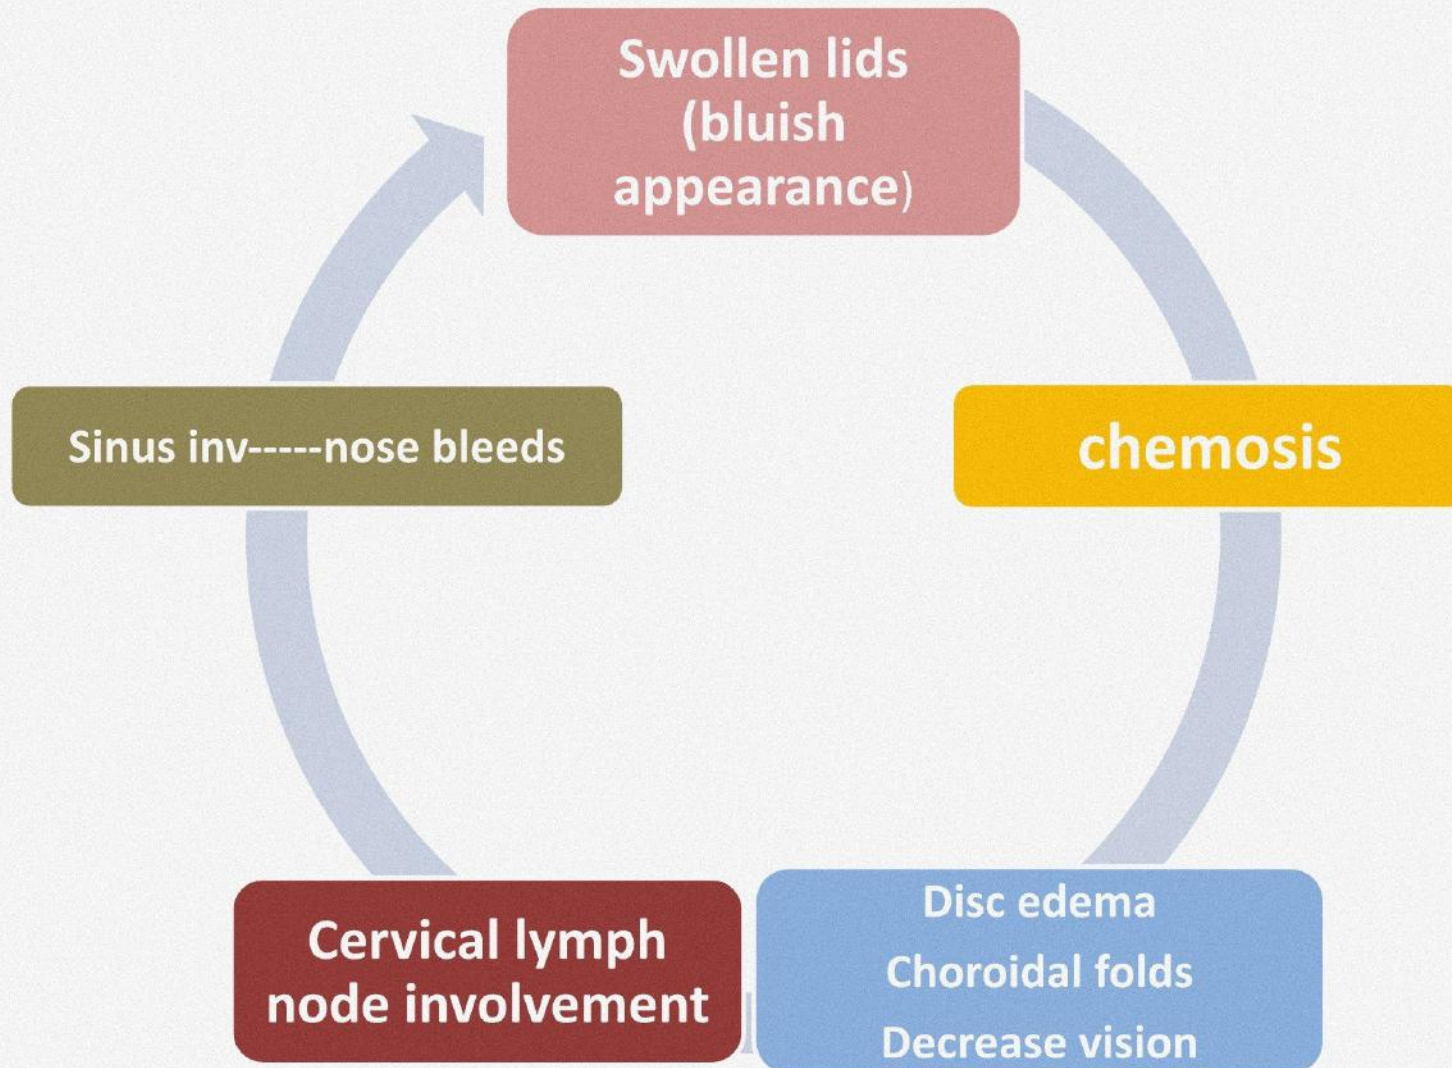 Swollen lids
(bluish
appearance)
chemosis
Disc edema
Choroidal folds
Decrease vision
Cervical lymph
node involvement
Sinus inv-----nose bleeds